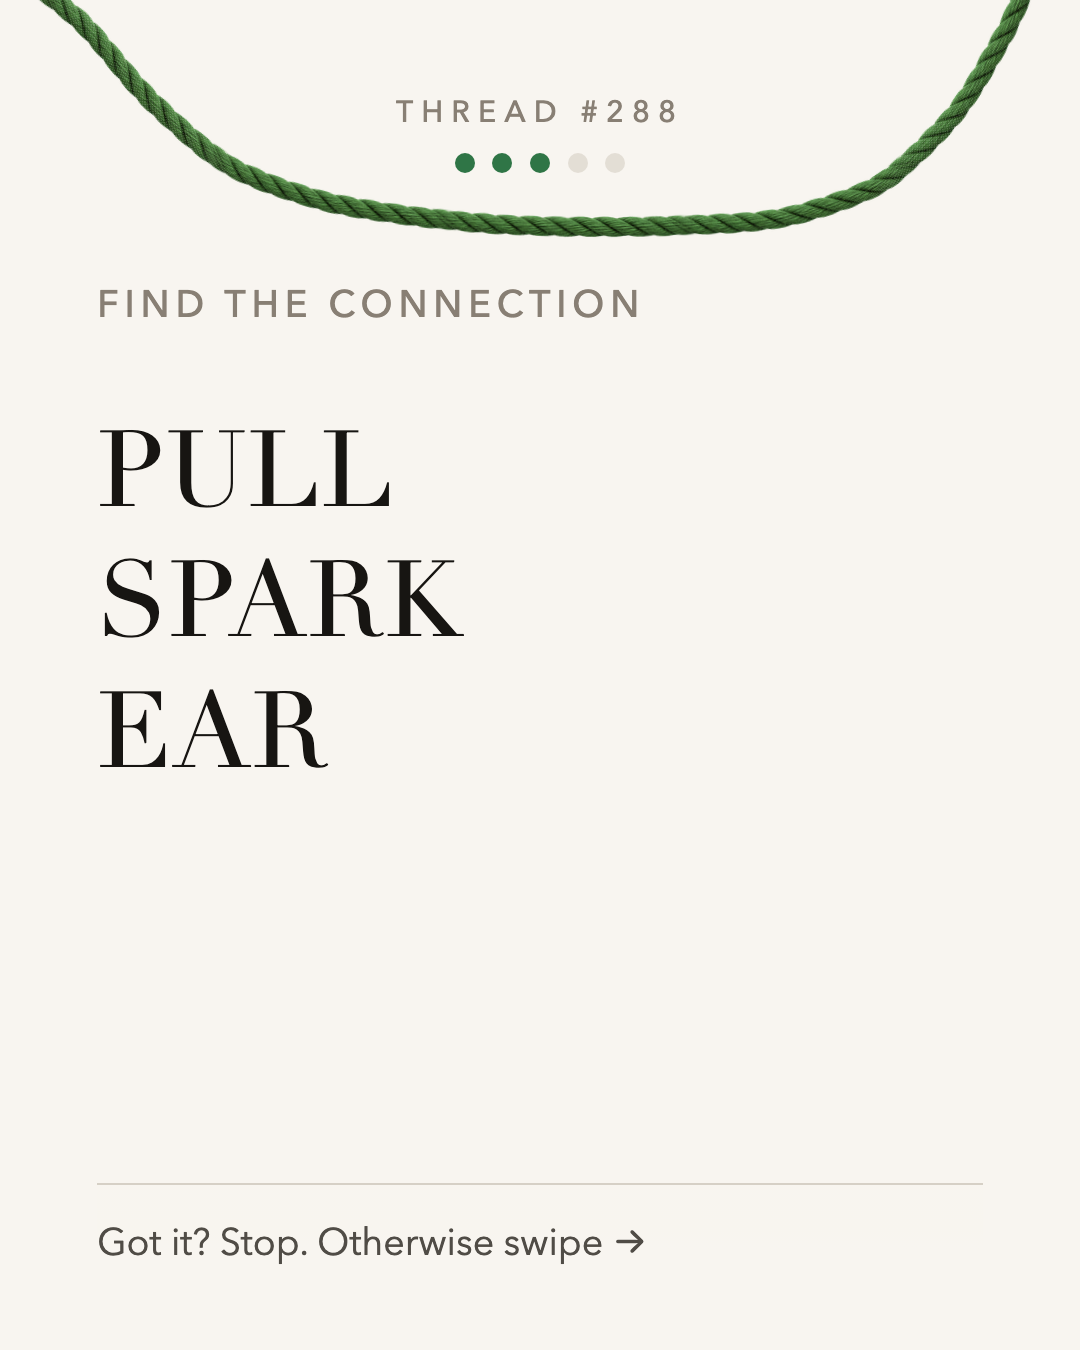 THREAD #288
FIND THE CONNECTION
PULL
SPARK
EAR
Got it? Stop. Otherwise swipe →